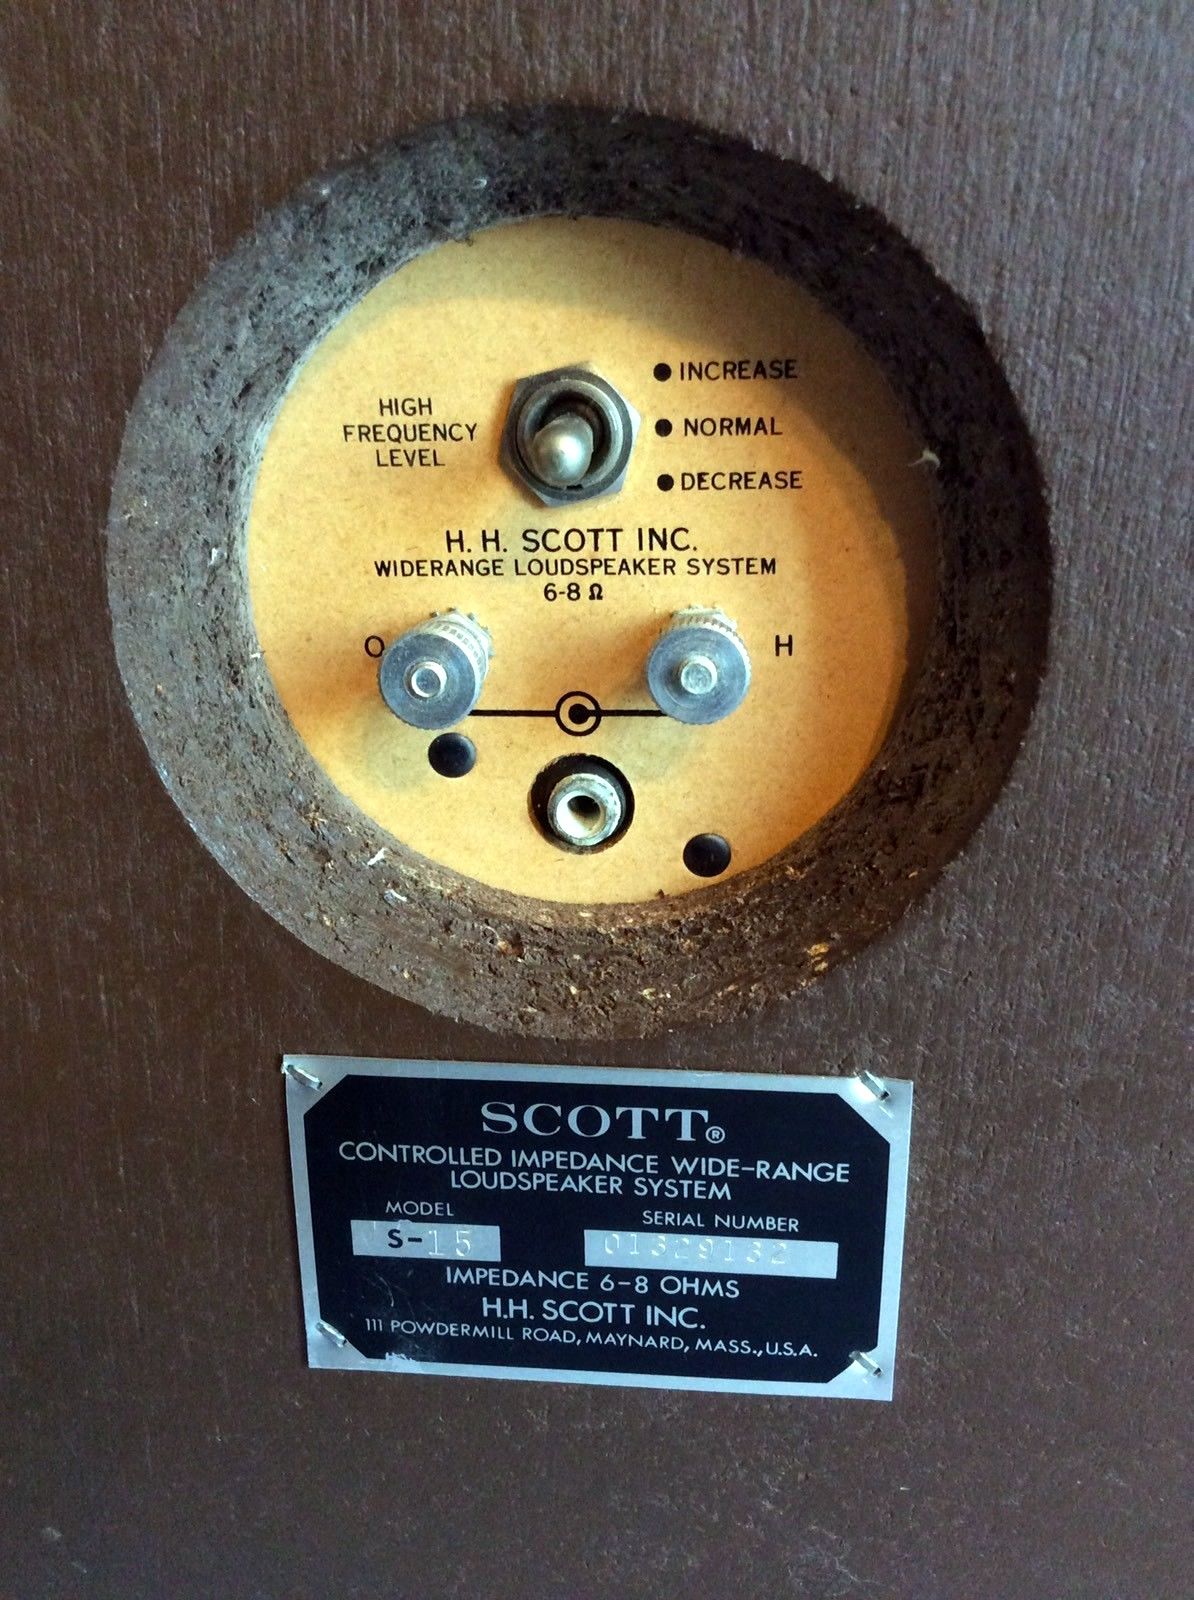 HIGH
FREQUENCY
LEVEL
INCREASE
NORMAL
DECREASE
H. H. SCOTT INC.
WIDERANGE LOUDSPEAKER SYSTEM
6-8 Ω
O
H
SCOTT®
CONTROLLED IMPEDANCE WIDE-RANGE
LOUDSPEAKER SYSTEM
MODEL SERIAL NUMBER
S-15 01329132
IMPEDANCE 6-8 OHMS
H.H. SCOTT INC.
111 POWDERMILL ROAD, MAYNARD, MASS., U.S.A.